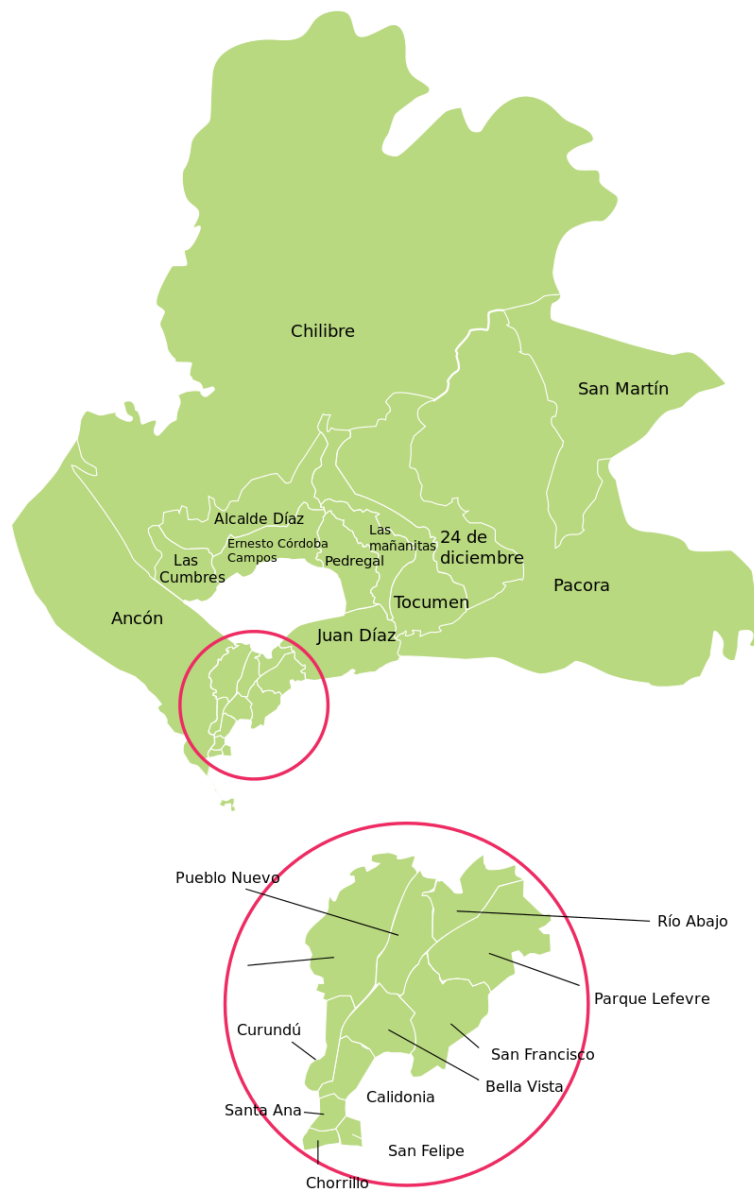 Chilibre
San Martín
Alcalde Díaz
Las
mañanitas
24 de
diciembre
Ernesto Córdoba
Campos
Pedregal
Las
Cumbres
Pacora
Tocumen
Ancón
Juan Díaz
Pueblo Nuevo
Río Abajo
Parque Lefevre
Curundú
San Francisco
Bella Vista
Calidonia
Santa Ana
San Felipe
Chorrillo